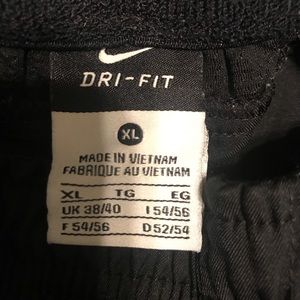 DRI-FIT
XL
MADE IN VIETNAM
FABRIQUE AU VIETNAM
XL TG EG
UK 38/40 I 54/56
F 54/56 D 52/54